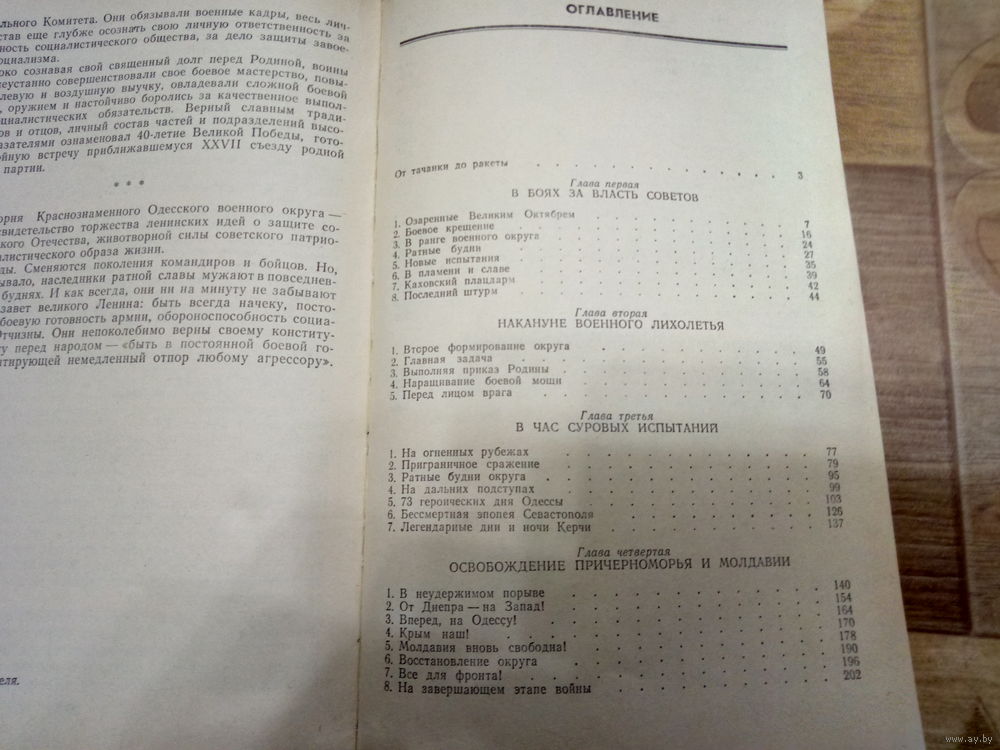 льного Комитета. Они обязывали военные кадры, весь лич-
став еще глубже осознать свою личную ответственность за
ность социалистического общества, за дело защиты завое-
социализма.
око сознавая свой священный долг перед Родиной, воины
неустанно совершенствовали свое боевое мастерство, повы-
левую и воздушную выучку, овладевали сложной боевой
, оружием и настойчиво боролись за качественное выпол-
циалистических обязательств. Верный славным тради-
ов и отцов, личный состав частей и подразделений высо-
казателями ознаменовал 40-летие Великой Победы, гото-
ойную встречу приближавшемуся XXVII съезду родной
партии.
* * *
ория Краснознаменного Одесского военного округа —
свидетельство торжества ленинских идей о защите со-
ского Отечества, животворной силы советского патрио-
алистического образа жизни.
ды. Сменяются поколения командиров и бойцов. Но,
ывало, наследники ратной славы мужают в повседнев-
буднях. И как всегда, они ни на минуту не забывают
завет великого Ленина: быть всегда начеку, посто-
боевую готовность армии, обороноспособность социа-
Отчизны. Они непоколебимо верны своему конститу-
у перед народом — «быть в постоянной боевой го-
нтирующей немедленный отпор любому агрессору».
еля.
ОГЛАВЛЕНИЕ
От тачанки до ракеты . . . . . . . . . 3
Глава первая
В БОЯХ ЗА ВЛАСТЬ СОВЕТОВ
1. Озаренные Великим Октябрем . . . . . . . 7
2. Боевое крещение . . . . . . . . . 16
3. В ранге военного округа . . . . . . . . 24
4. Ратные будни . . . . . . . . . 27
5. Новые испытания . . . . . . . . . 35
6. В пламени и славе . . . . . . . . . 39
7. Каховский плацдарм . . . . . . . . . 42
8. Последний штурм . . . . . . . . . 44
Глава вторая
НАКАНУНЕ ВОЕННОГО ЛИХОЛЕТЬЯ
1. Второе формирование округа . . . . . . . 49
2. Главная задача . . . . . . . . . 55
3. Выполняя приказ Родины . . . . . . . . 58
4. Наращивание боевой мощи . . . . . . . . 64
5. Перед лицом врага . . . . . . . . . 70
Глава третья
В ЧАС СУРОВЫХ ИСПЫТАНИЙ
1. На огненных рубежах . . . . . . . . . 77
2. Приграничное сражение . . . . . . . . . 79
3. Ратные будни округа . . . . . . . . . 95
4. На дальних подступах . . . . . . . . . 99
5. 73 героических дня Одессы . . . . . . . . 103
6. Бессмертная эпопея Севастополя . . . . . . . 126
7. Легендарные дни и ночи Керчи . . . . . . . 137
Глава четвертая
ОСВОБОЖДЕНИЕ ПРИЧЕРНОМОРЬЯ И МОЛДАВИИ
1. В неудержимом порыве . . . . . . . . . 140
2. От Днепра — на Запад! . . . . . . . . . 154
3. Вперед, на Одессу! . . . . . . . . . 164
4. Крым наш! . . . . . . . . . . 170
5. Молдавия вновь свободна! . . . . . . . . 178
6. Восстановление округа . . . . . . . . . 190
7. Все для фронта! . . . . . . . . . 196
8. На завершающем этапе войны . . . . . . . 202
www.ay.by